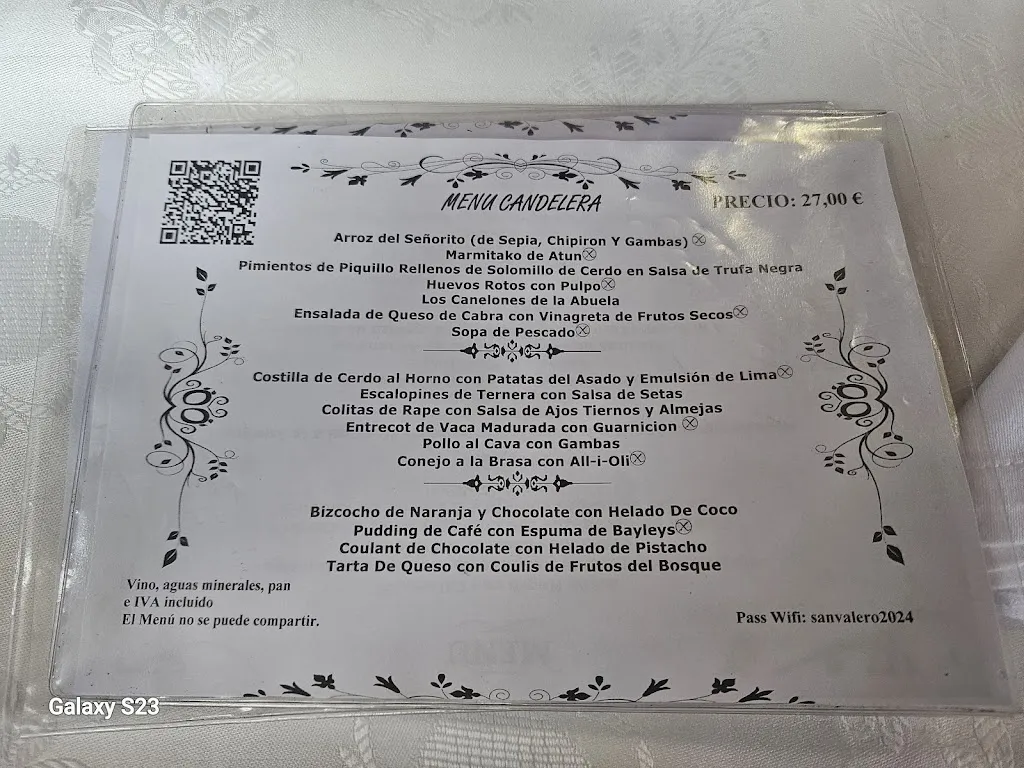 MENU CANDELERA
PRECIO: 27,00 €
Arroz del Señorito (de Sepia, Chipiron Y Gambas)
Marmitako de Atun
Pimientos de Piquillo Rellenos de Solomillo de Cerdo en Salsa de Trufa Negra
Huevos Rotos con Pulpo
Los Canelones de la Abuela
Ensalada de Queso de Cabra con Vinagreta de Frutos Secos
Sopa de Pescado
Costilla de Cerdo al Horno con Patatas del Asado y Emulsión de Lima
Escalopines de Ternera con Salsa de Setas
Colitas de Rape con Salsa de Ajos Tiernos y Almejas
Entrecot de Vaca Madurada con Guarnicion
Pollo al Cava con Gambas
Conejo a la Brasa con All-i-Oli
Bizcocho de Naranja y Chocolate con Helado De Coco
Pudding de Café con Espuma de Bayleys
Coulant de Chocolate con Helado de Pistacho
Tarta De Queso con Coulis de Frutos del Bosque
Vino, aguas minerales, pan
e IVA incluido
El Menú no se puede compartir.
Pass Wifi: sanvalero2024
Galaxy S23